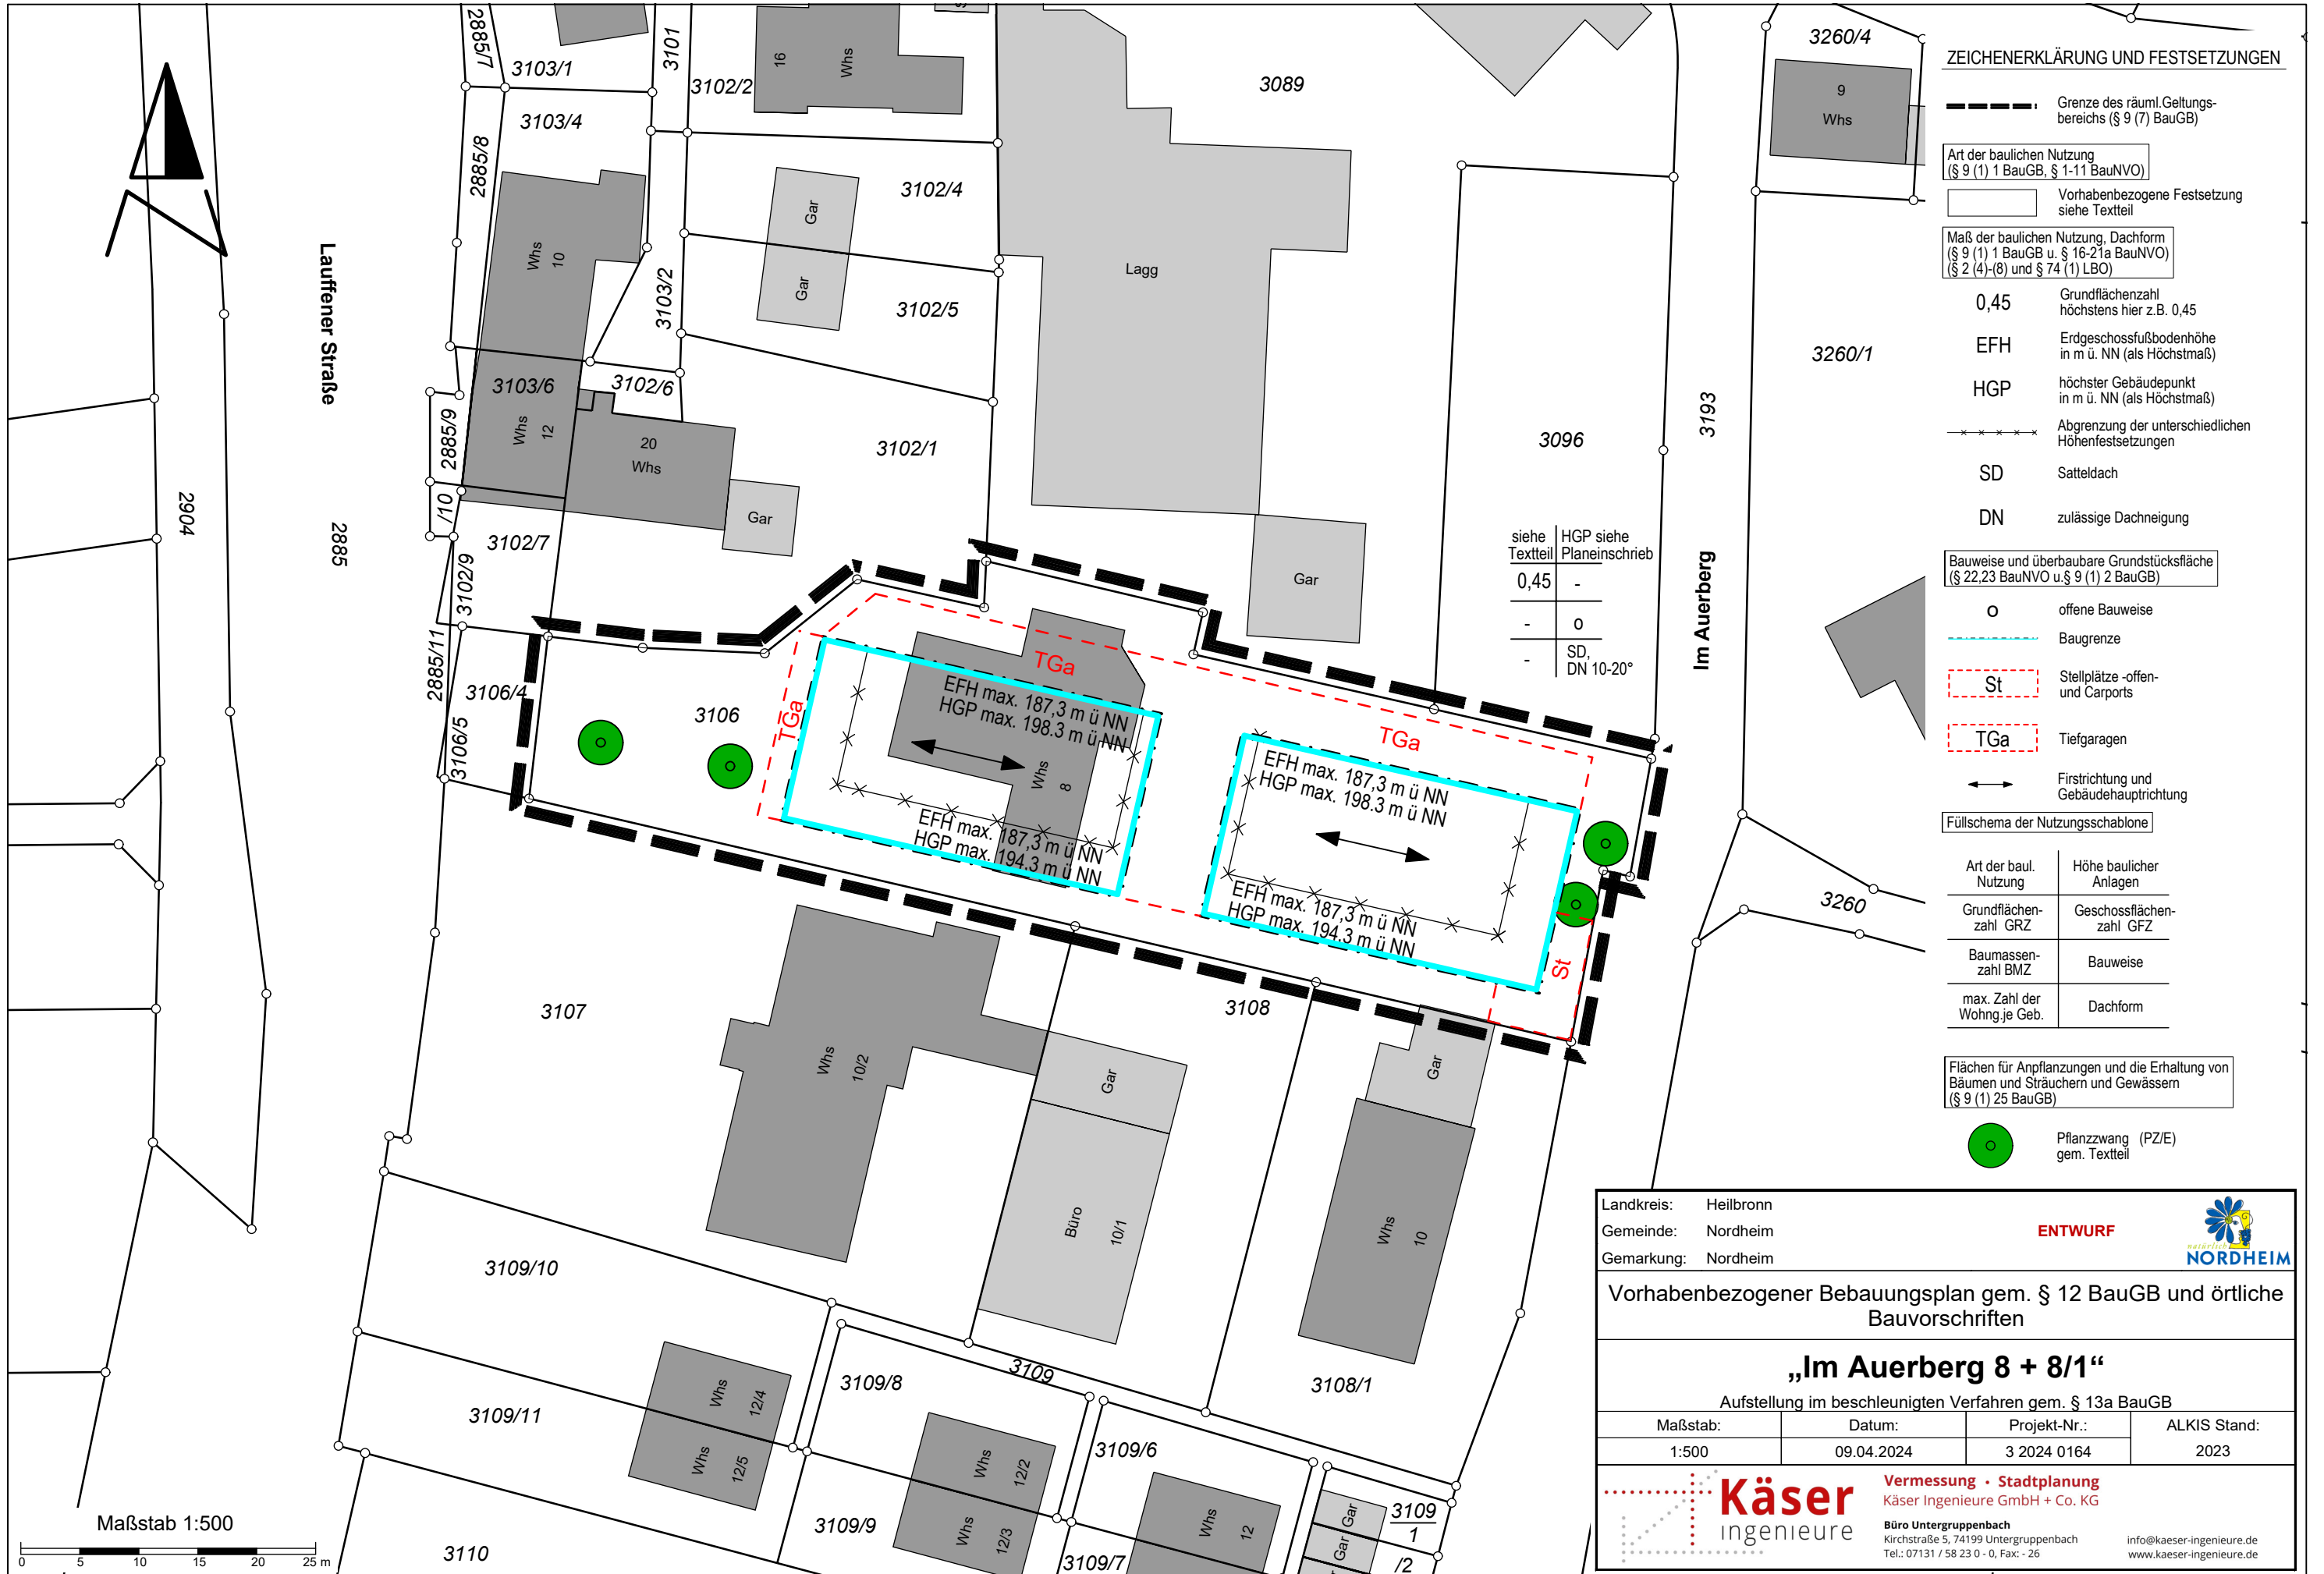 2885/7
3103/1
3101
3102/2
16
Whs
3089
3260/4
9
Whs
3103/4
2885/8
Whs
10
Gar
Gar
3102/4
3103/2
3102/5
Lagg
Lauffener Straße
3103/6
3102/6
Whs
12
20
Whs
2885/9
/10
3102/1
Gar
3096
3193
3260/1
2904
2885
3102/7
3102/9
Gar
Im Auerberg
siehe
Textteil
HGP siehe
Planeinschrieb
0,45
-
-
o
-
SD,
DN 10-20°
2885/11
3106/4
3106/5
3106
TGa
TGa
EFH max. 187,3 m ü NN
HGP max. 198.3 m ü NN
Whs
8
EFH max. 187,3 m ü NN
HGP max. 194.3 m ü NN
TGa
EFH max. 187,3 m ü NN
HGP max. 198.3 m ü NN
EFH max. 187,3 m ü NN
HGP max. 194.3 m ü NN
St
3260
3107
3108
Whs
10/2
Gar
Büro
10/1
Gar
Whs
10
3109/10
3109
3109/8
3108/1
3109/11
Whs
12/4
Whs
12/5
3109/6
Whs
12/2
Whs
12/3
3109/9
Whs
12
3109/7
Gar
Gar
3109
1
/2
3110
Maßstab 1:500
0 5 10 15 20 25 m
ZEICHENERKLÄRUNG UND FESTSETZUNGEN
Grenze des räuml.Geltungs-
bereichs (§ 9 (7) BauGB)
Art der baulichen Nutzung
(§ 9 (1) 1 BauGB, § 1-11 BauNVO)
Vorhabenbezogene Festsetzung
siehe Textteil
Maß der baulichen Nutzung, Dachform
(§ 9 (1) 1 BauGB u. § 16-21a BauNVO)
(§ 2 (4)-(8) und § 74 (1) LBO)
0,45
Grundflächenzahl
höchstens hier z.B. 0,45
EFH
Erdgeschossfußbodenhöhe
in m ü. NN (als Höchstmaß)
HGP
höchster Gebäudepunkt
in m ü. NN (als Höchstmaß)
Abgrenzung der unterschiedlichen
Höhenfestsetzungen
SD
Satteldach
DN
zulässige Dachneigung
Bauweise und überbaubare Grundstücksfläche
(§ 22,23 BauNVO u.§ 9 (1) 2 BauGB)
o
offene Bauweise
Baugrenze
St
Stellplätze -offen-
und Carports
TGa
Tiefgaragen
Firstrichtung und
Gebäudehauptrichtung
Füllschema der Nutzungsschablone
Art der baul.
Nutzung
Höhe baulicher
Anlagen
Grundflächen-
zahl GRZ
Geschossflächen-
zahl GFZ
Baumassen-
zahl BMZ
Bauweise
max. Zahl der
Wohng.je Geb.
Dachform
Flächen für Anpflanzungen und die Erhaltung von
Bäumen und Sträuchern und Gewässern
(§ 9 (1) 25 BauGB)
Pflanzzwang (PZ/E)
gem. Textteil
Landkreis: Heilbronn
Gemeinde: Nordheim
Gemarkung: Nordheim
ENTWURF
natürlich
NORDHEIM
Vorhabenbezogener Bebauungsplan gem. § 12 BauGB und örtliche
Bauvorschriften
„Im Auerberg 8 + 8/1“
Aufstellung im beschleunigten Verfahren gem. § 13a BauGB
Maßstab: Datum: Projekt-Nr.: ALKIS Stand:
1:500 09.04.2024 3 2024 0164 2023
Käser
ingenieure
Vermessung · Stadtplanung
Käser Ingenieure GmbH + Co. KG
Büro Untergruppenbach
Kirchstraße 5, 74199 Untergruppenbach
Tel.: 07131 / 58 23 0 - 0, Fax: - 26
info@kaeser-ingenieure.de
www.kaeser-ingenieure.de